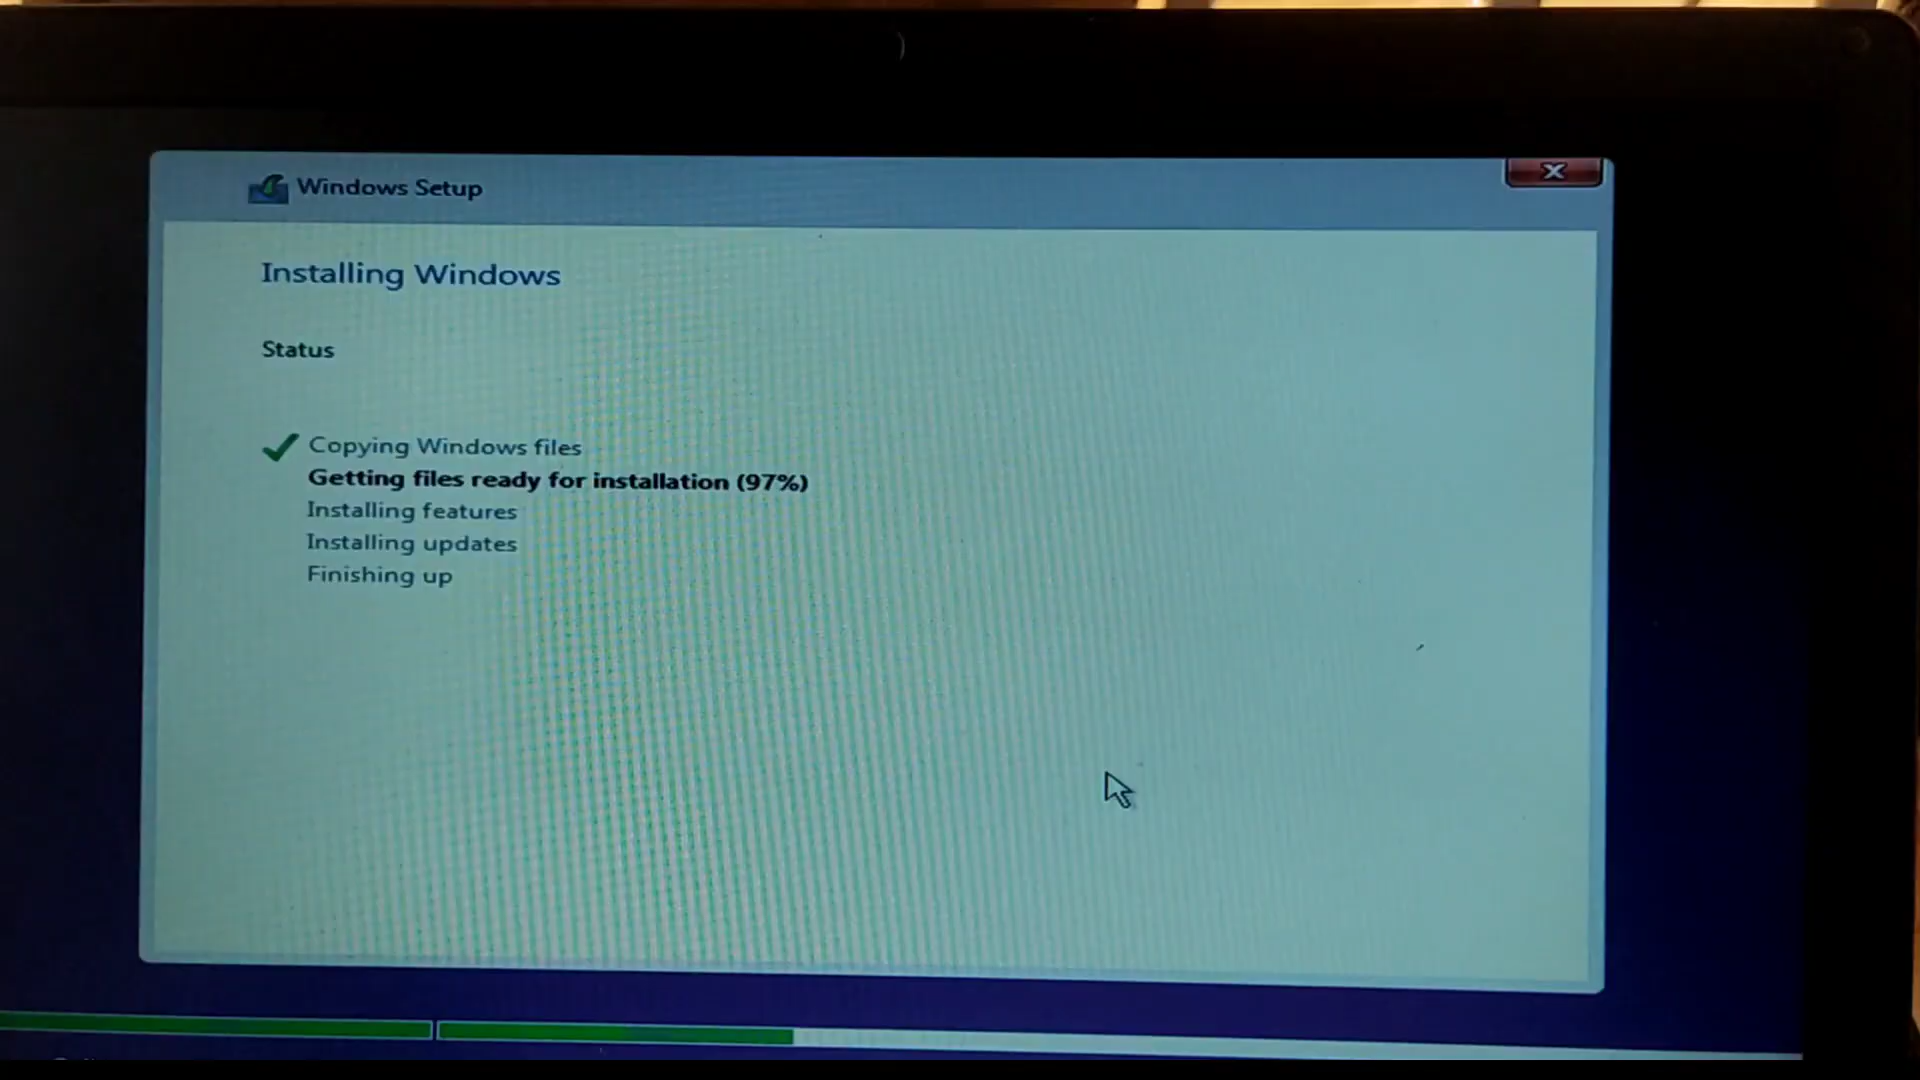 Windows Setup
Installing Windows
Status
Copying Windows files
Getting files ready for installation (97%)
Installing features
Installing updates
Finishing up